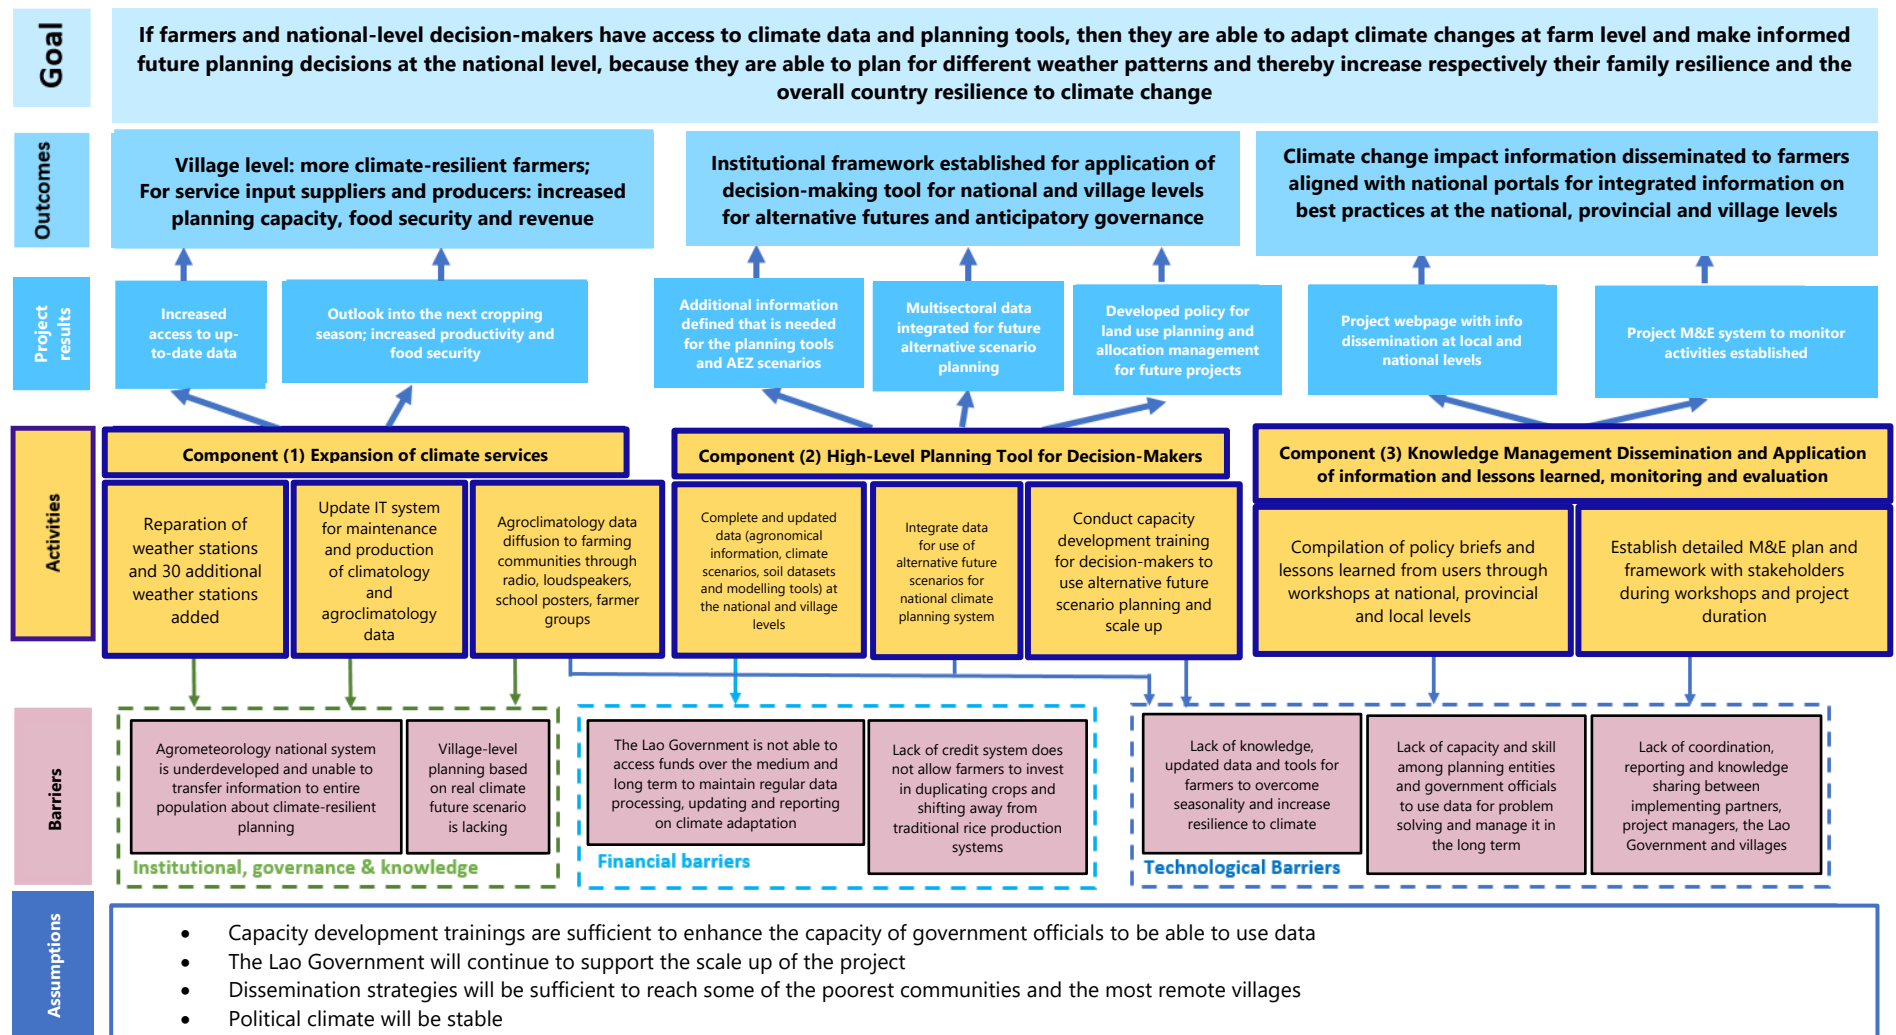 Goal
If farmers and national-level decision-makers have access to climate data and planning tools, then they are able to adapt climate changes at farm level and make informed
future planning decisions at the national level, because they are able to plan for different weather patterns and thereby increase respectively their family resilience and the
overall country resilience to climate change
Outcomes
Village level: more climate-resilient farmers;
For service input suppliers and producers: increased
planning capacity, food security and revenue
Institutional framework established for application of
decision-making tool for national and village levels
for alternative futures and anticipatory governance
Climate change impact information disseminated to farmers
aligned with national portals for integrated information on
best practices at the national, provincial and village levels
Project
results
Increased
access to up-
to-date data
Outlook into the next cropping
season; increased productivity and
food security
Additional information
defined that is needed
for the planning tools
and AEZ scenarios
Multisectoral data
integrated for future
alternative scenario
planning
Developed policy for
land use planning and
allocation management
for future projects
Project webpage with info
dissemination at local and
national levels
Project M&E system to monitor
activities established
Activities
Component (1) Expansion of climate services
Reparation of
weather stations
and 30 additional
weather stations
added
Update IT system
for maintenance
and production
of climatology
and
agroclimatology
data
Agroclimatology data
diffusion to farming
communities through
radio, loudspeakers,
school posters, farmer
groups
Component (2) High-Level Planning Tool for Decision-Makers
Complete and updated
data (agronomical
information, climate
scenarios, soil datasets
and modelling tools) at
the national and village
levels
Integrate data
for use of
alternative future
scenarios for
national climate
planning system
Conduct capacity
development training
for decision-makers to
use alternative future
scenario planning and
scale up
Component (3) Knowledge Management Dissemination and Application
of information and lessons learned, monitoring and evaluation
Compilation of policy briefs and
lessons learned from users through
workshops at national, provincial
and local levels
Establish detailed M&E plan and
framework with stakeholders
during workshops and project
duration
Barriers
Agrometeorology national system
is underdeveloped and unable to
transfer information to entire
population about climate-resilient
planning
Village-level
planning based
on real climate
future scenario
is lacking
Institutional, governance & knowledge
The Lao Government is not able to
access funds over the medium and
long term to maintain regular data
processing, updating and reporting
on climate adaptation
Lack of credit system does
not allow farmers to invest
in duplicating crops and
shifting away from
traditional rice production
systems
Financial barriers
Lack of knowledge,
updated data and tools for
farmers to overcome
seasonality and increase
resilience to climate
Lack of capacity and skill
among planning entities
and government officials
to use data for problem
solving and manage it in
the long term
Lack of coordination,
reporting and knowledge
sharing between
implementing partners,
project managers, the Lao
Government and villages
Technological Barriers
Assumptions
• Capacity development trainings are sufficient to enhance the capacity of government officials to be able to use data
• The Lao Government will continue to support the scale up of the project
• Dissemination strategies will be sufficient to reach some of the poorest communities and the most remote villages
• Political climate will be stable